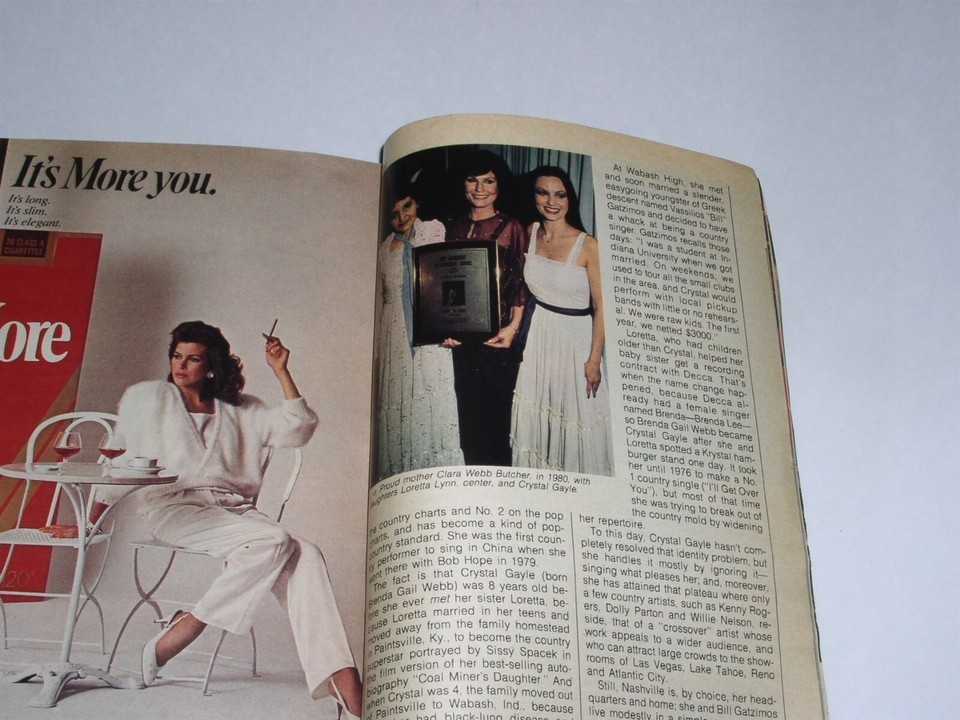 It's More you.
It's long.
It's slim.
It's elegant.
20 CLASS A
CIGARETTES
ore
20's
Proud mother Clara Webb Butcher, in 1980, with
Loretta Lynn, center, and Crystal Gayle.
country charts and No. 2 on the pop
charts, and has become a kind of pop-
country standard. She was the first coun-
performer to sing in China when she
there with Bob Hope in 1979.
The fact is that Crystal Gayle (born
Brenda Gail Webb) was 8 years old be-
fore she ever met her sister Loretta, be-
cause Loretta married in her teens and
moved away from the family homestead
in Paintsville, Ky., to become the country
superstar portrayed by Sissy Spacek in
the film version of her best-selling auto-
biography "Coal Miner's Daughter." And
when Crystal was 4, the family moved out
of Paintsville to Wabash, Ind., because
had black-lung disease and
At Wabash High, she met
and soon married a slender,
easygoing youngster of Greek
descent named Vassilios "Bill"
Gatzimos and decided to have
a whack at being a country
singer. Gatzimos recalls those
days: "I was a student at In-
diana University when we got
married. On weekends, we
used to tour all the small clubs
in the area, and Crystal would
perform with local pickup
bands with little or no rehears-
al. We were raw kids. The first
year, we netted $3000.
Loretta, who had children
older than Crystal, helped her
baby sister get a recording
contract with Decca. That's
when the name change hap-
pened, because Decca al-
ready had a female singer
named Brenda—Brenda Lee—
so Brenda Gail Webb became
Crystal Gayle after she and
Loretta spotted a Krystal ham-
burger stand one day. It took
her until 1976 to make a No.
1 country single ("I'll Get Over
You"), but most of that time
she was trying to break out of
the country mold by widening
her repertoire.
To this day, Crystal Gayle hasn't com-
pletely resolved that identity problem, but
she handles it mostly by ignoring it—
singing what pleases her; and, moreover,
she has attained that plateau where only
a few country artists, such as Kenny Rog-
ers, Dolly Parton and Willie Nelson, re-
side, that of a "crossover" artist whose
work appeals to a wider audience, and
who can attract large crowds to the show-
rooms of Las Vegas, Lake Tahoe, Reno
and Atlantic City.
Still, Nashville is, by choice, her head-
quarters and home; she and Bill Gatzimos
live modestly in a simple